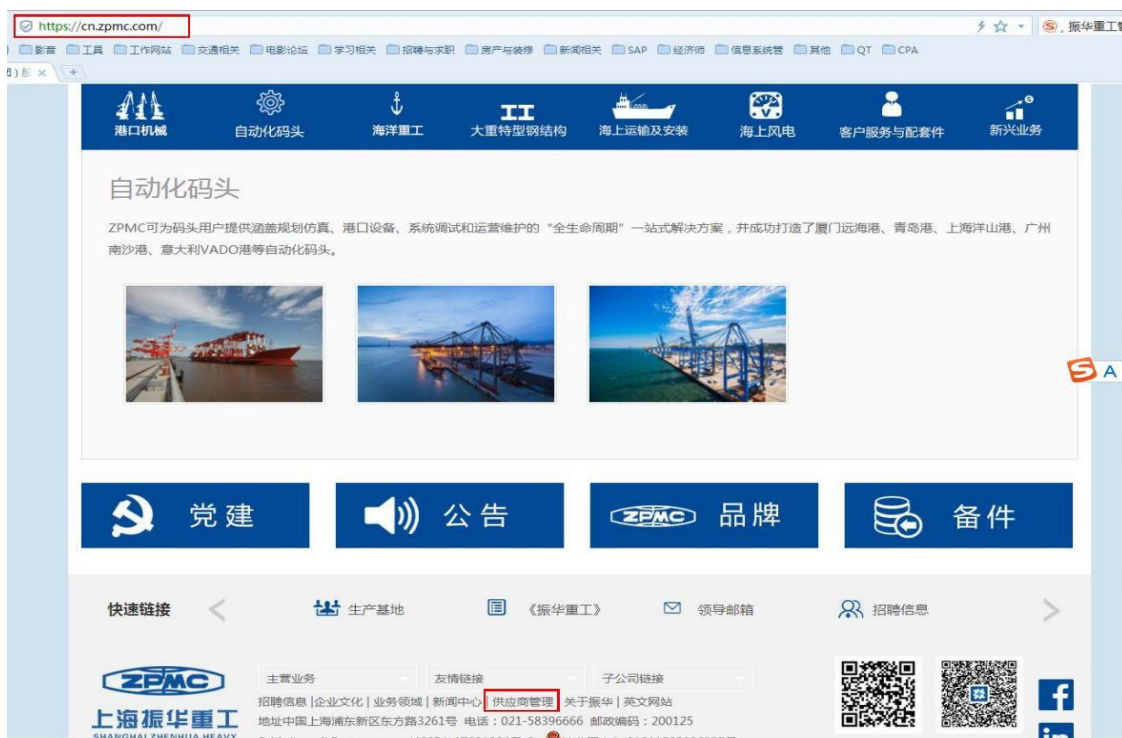 https://cn.zpmc.com/
振华重工
影音 工具 工作网站 交通相关 电影论坛 学习相关 招聘与求职 房产与装修 新闻相关 SAP 经济师 信息系统管 其他 QT CPA
港口机械 自动化码头 海洋重工 大重特型钢结构 海上运输及安装 海上风电 客户服务与配套件 新兴业务
自动化码头
ZPMC可为码头用户提供涵盖规划仿真、港口设备、系统调试和运营维护的“全生命周期”一站式解决方案，并成功打造了厦门远海港、青岛港、上海洋山港、广州
南沙港、意大利VADO港等自动化码头。
A
党建 公告 ZPMC 品牌 备件
快速链接 生产基地 《振华重工》 领导邮箱 招聘信息
ZPMC
主营业务 友情链接 子公司链接
招聘信息 | 企业文化 | 业务领域 | 新闻中心 | 供应商管理 | 关于振华 | 英文网站
上海振华重工
地址中国上海浦东新区东方路3261号 电话：021-58396666 邮政编码：200125
SHANGHAI ZHENHUA HEAVY